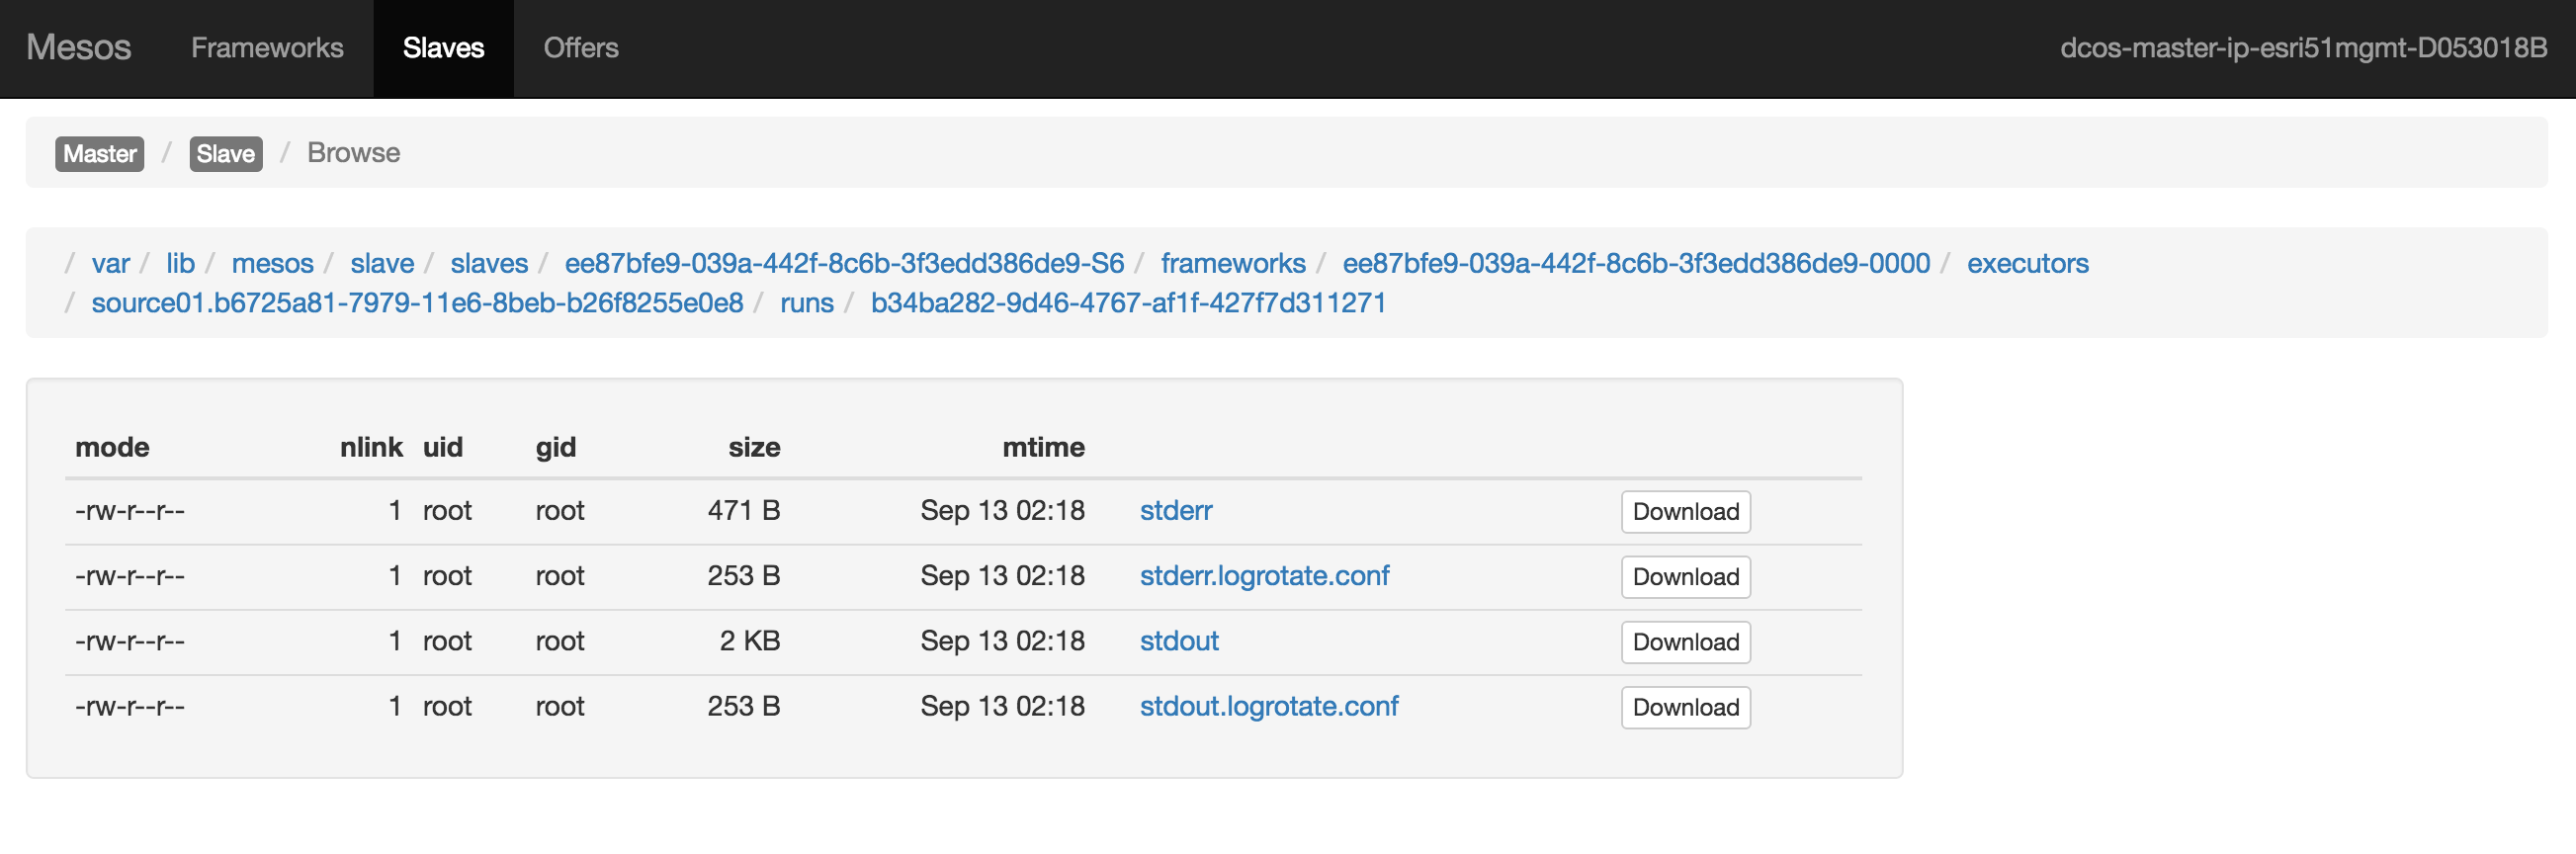 Mesos Frameworks Slaves Offers dcos-master-ip-esri51mgmt-D053018B
Master / Slave / Browse
/ var / lib / mesos / slave / slaves / ee87bfe9-039a-442f-8c6b-3f3edd386de9-S6 / frameworks / ee87bfe9-039a-442f-8c6b-3f3edd386de9-0000 / executors
/ source01.b6725a81-7979-11e6-8beb-b26f8255e0e8 / runs / b34ba282-9d46-4767-af1f-427f7d311271
mode nlink uid gid size mtime
-rw-r--r-- 1 root root 471 B Sep 13 02:18 stderr Download
-rw-r--r-- 1 root root 253 B Sep 13 02:18 stderr.logrotate.conf Download
-rw-r--r-- 1 root root 2 KB Sep 13 02:18 stdout Download
-rw-r--r-- 1 root root 253 B Sep 13 02:18 stdout.logrotate.conf Download